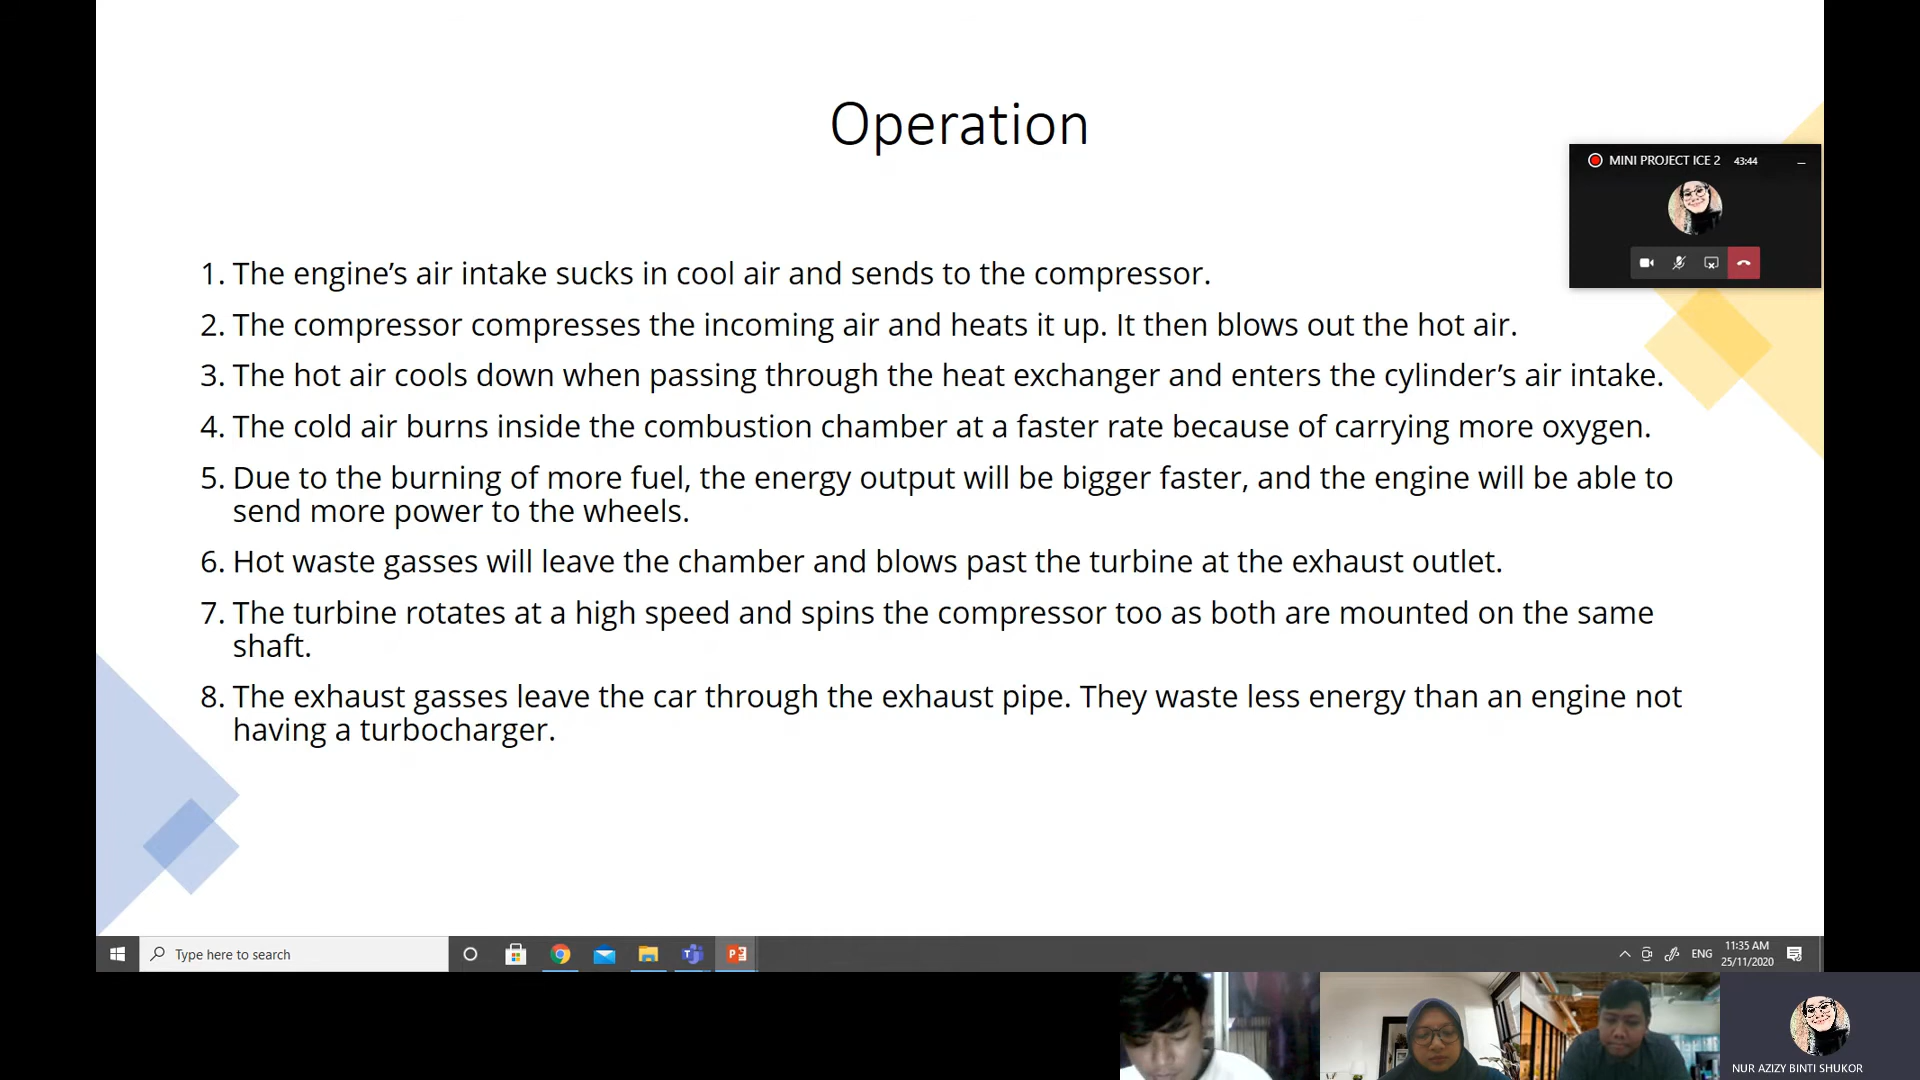 Operation
MINI PROJECT ICE 2 43:44
1. The engine’s air intake sucks in cool air and sends to the compressor.
2. The compressor compresses the incoming air and heats it up. It then blows out the hot air.
3. The hot air cools down when passing through the heat exchanger and enters the cylinder’s air intake.
4. The cold air burns inside the combustion chamber at a faster rate because of carrying more oxygen.
5. Due to the burning of more fuel, the energy output will be bigger faster, and the engine will be able to
send more power to the wheels.
6. Hot waste gasses will leave the chamber and blows past the turbine at the exhaust outlet.
7. The turbine rotates at a high speed and spins the compressor too as both are mounted on the same
shaft.
8. The exhaust gasses leave the car through the exhaust pipe. They waste less energy than an engine not
having a turbocharger.
Type here to search
ENG
11:35 AM
25/11/2020
NUR AZIZY BINTI SHUKOR